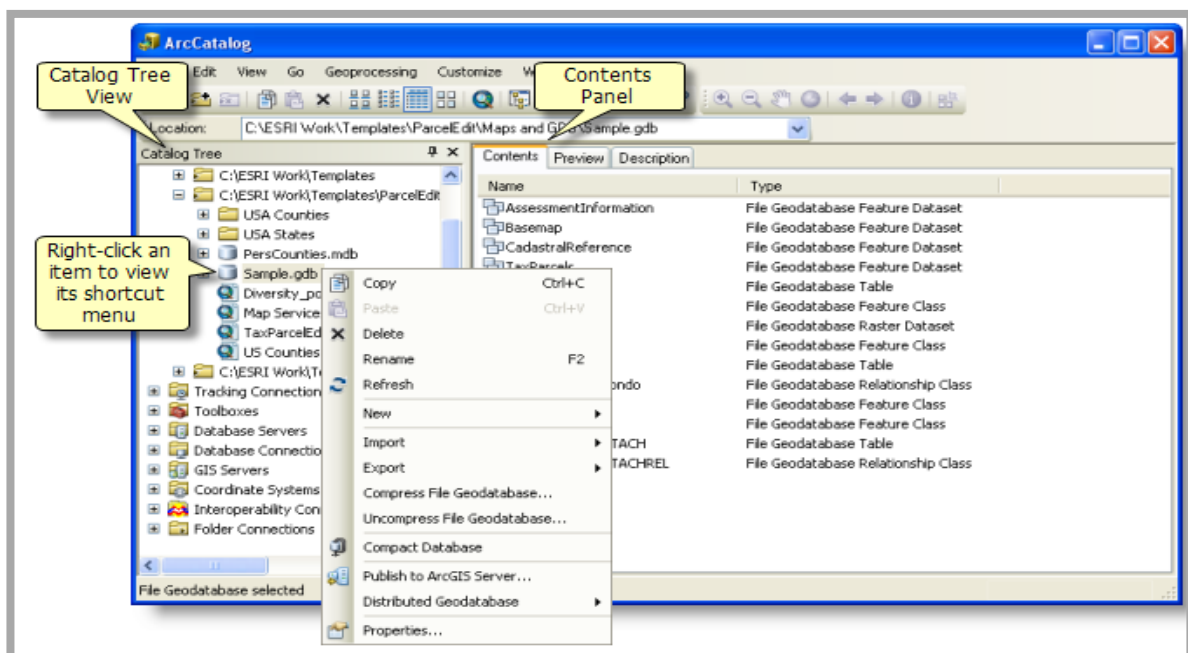 ArcCatalog
Catalog Tree
View
Edit View Go Geoprocessing Customize W
Contents
Panel
Location: C:\ESRI Work\Templates\ParcelEdit\Maps and GDB\Sample.gdb
Catalog Tree
C:\ESRI Work\Templates
C:\ESRI Work\Templates\ParcelEdit
USA Counties
USA States
PersCounties.mdb
Sample.gdb
Diversity_po
Map Service
TaxParcelEd
US Counties
C:\ESRI Work\Te
Tracking Connection
Toolboxes
Database Servers
Database Connectio
GIS Servers
Coordinate Systems
Interoperability Con
Folder Connections
Right-click an
item to view
its shortcut
menu
File Geodatabase selected
Contents Preview Description
Name Type
AssessmentInformation File Geodatabase Feature Dataset
Basemap File Geodatabase Feature Dataset
CadastralReference File Geodatabase Feature Dataset
TaxParcels File Geodatabase Feature Dataset
File Geodatabase Table
File Geodatabase Feature Class
File Geodatabase Raster Dataset
File Geodatabase Feature Class
File Geodatabase Table
ondo File Geodatabase Relationship Class
File Geodatabase Feature Class
File Geodatabase Feature Class
TACH File Geodatabase Table
TACHREL File Geodatabase Relationship Class
Copy Ctrl+C
Paste Ctrl+V
Delete
Rename F2
Refresh
New
Import
Export
Compress File Geodatabase...
Uncompress File Geodatabase...
Compact Database
Publish to ArcGIS Server...
Distributed Geodatabase
Properties...